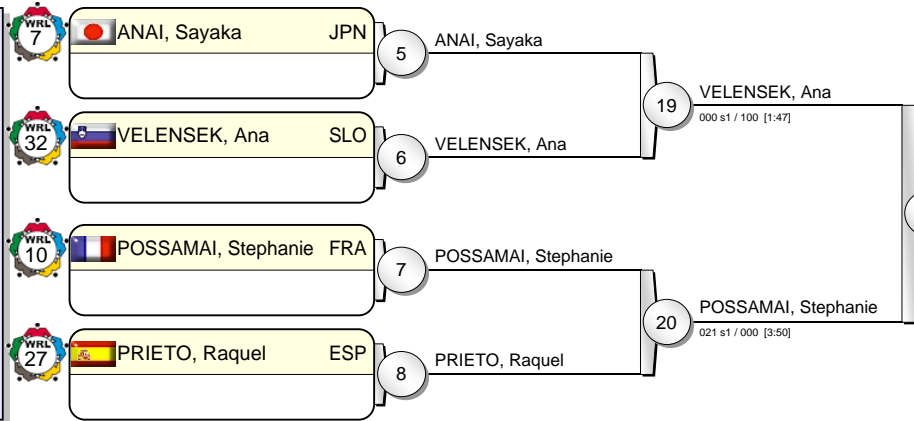 WRL
7
ANAI, Sayaka JPN
5
ANAI, Sayaka
19
VELENSEK, Ana
000 s1 / 100 [1:47]
WRL
32
VELENSEK, Ana SLO
6
VELENSEK, Ana
WRL
10
POSSAMAI, Stephanie FRA
7
POSSAMAI, Stephanie
20
POSSAMAI, Stephanie
021 s1 / 000 [3:50]
WRL
27
PRIETO, Raquel ESP
8
PRIETO, Raquel